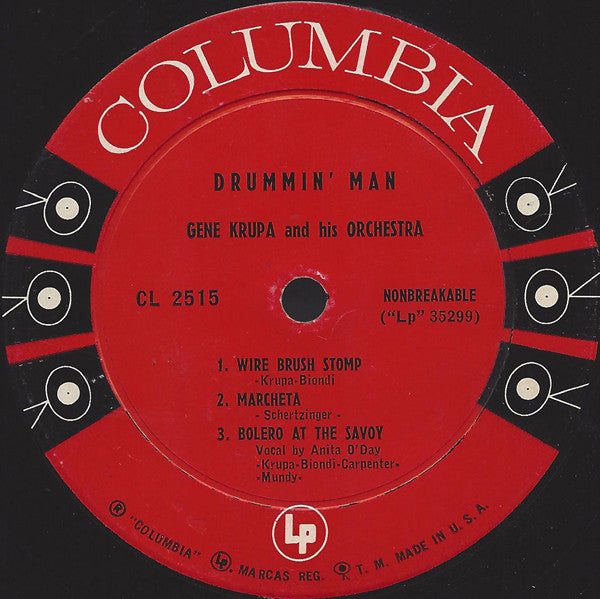 COLUMBIA
DRUMMIN' MAN
GENE KRUPA and his ORCHESTRA
CL 2515
NONBREAKABLE
("Lp" 35299)
1. WIRE BRUSH STOMP
-Krupa-Biondi
2. MARCHETA
- Schertzinger -
3. BOLERO AT THE SAVOY
Vocal by Anita O'Day
-Krupa-Biondi-Carpenter-
-Mundy-
Lp
® "COLUMBIA" Lp. MARCAS REG. T. M. MADE IN U. S. A.